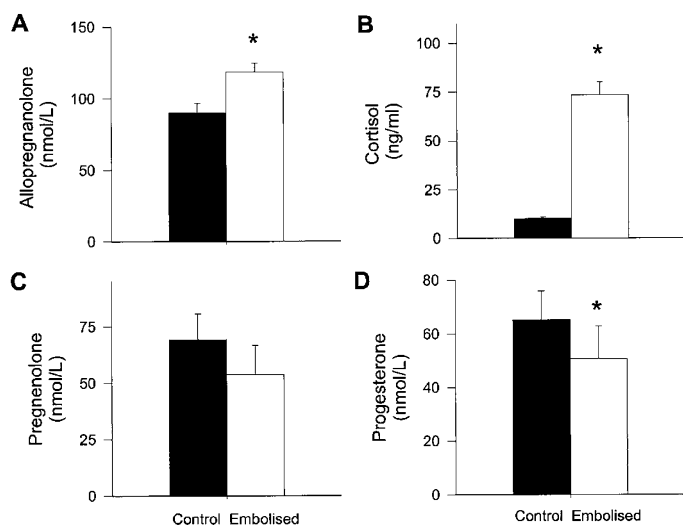 A
150
100
50
0
Allopregnanolone
(nmol/L)
*
B
100
75
50
25
0
Cortisol
(ng/ml)
*
C
75
50
25
0
Pregnenolone
(nmol/L)
Control Embolised
D
80
60
40
20
0
Progesterone
(nmol/L)
*
Control Embolised